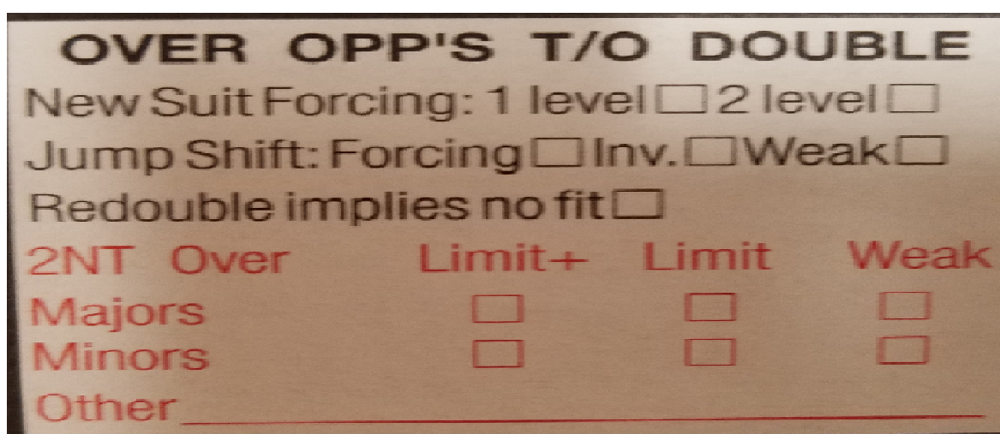 OVER OPP'S T/O DOUBLE
New Suit Forcing: 1 level☐ 2 level☐
Jump Shift: Forcing☐ Inv.☐ Weak☐
Redouble implies no fit☐
2NT Over Limit+ Limit Weak
Majors ☐ ☐ ☐
Minors ☐ ☐ ☐
Other